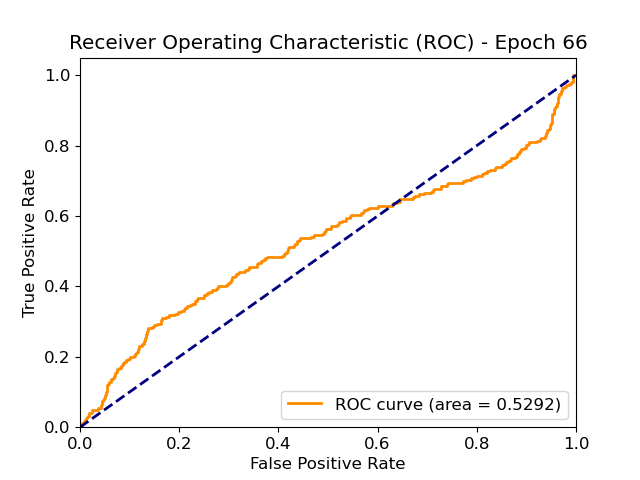 Receiver Operating Characteristic (ROC) - Epoch 66
True Positive Rate
1.0
0.8
0.6
0.4
0.2
0.0
ROC curve (area = 0.5292)
0.0 0.2 0.4 0.6 0.8 1.0
False Positive Rate